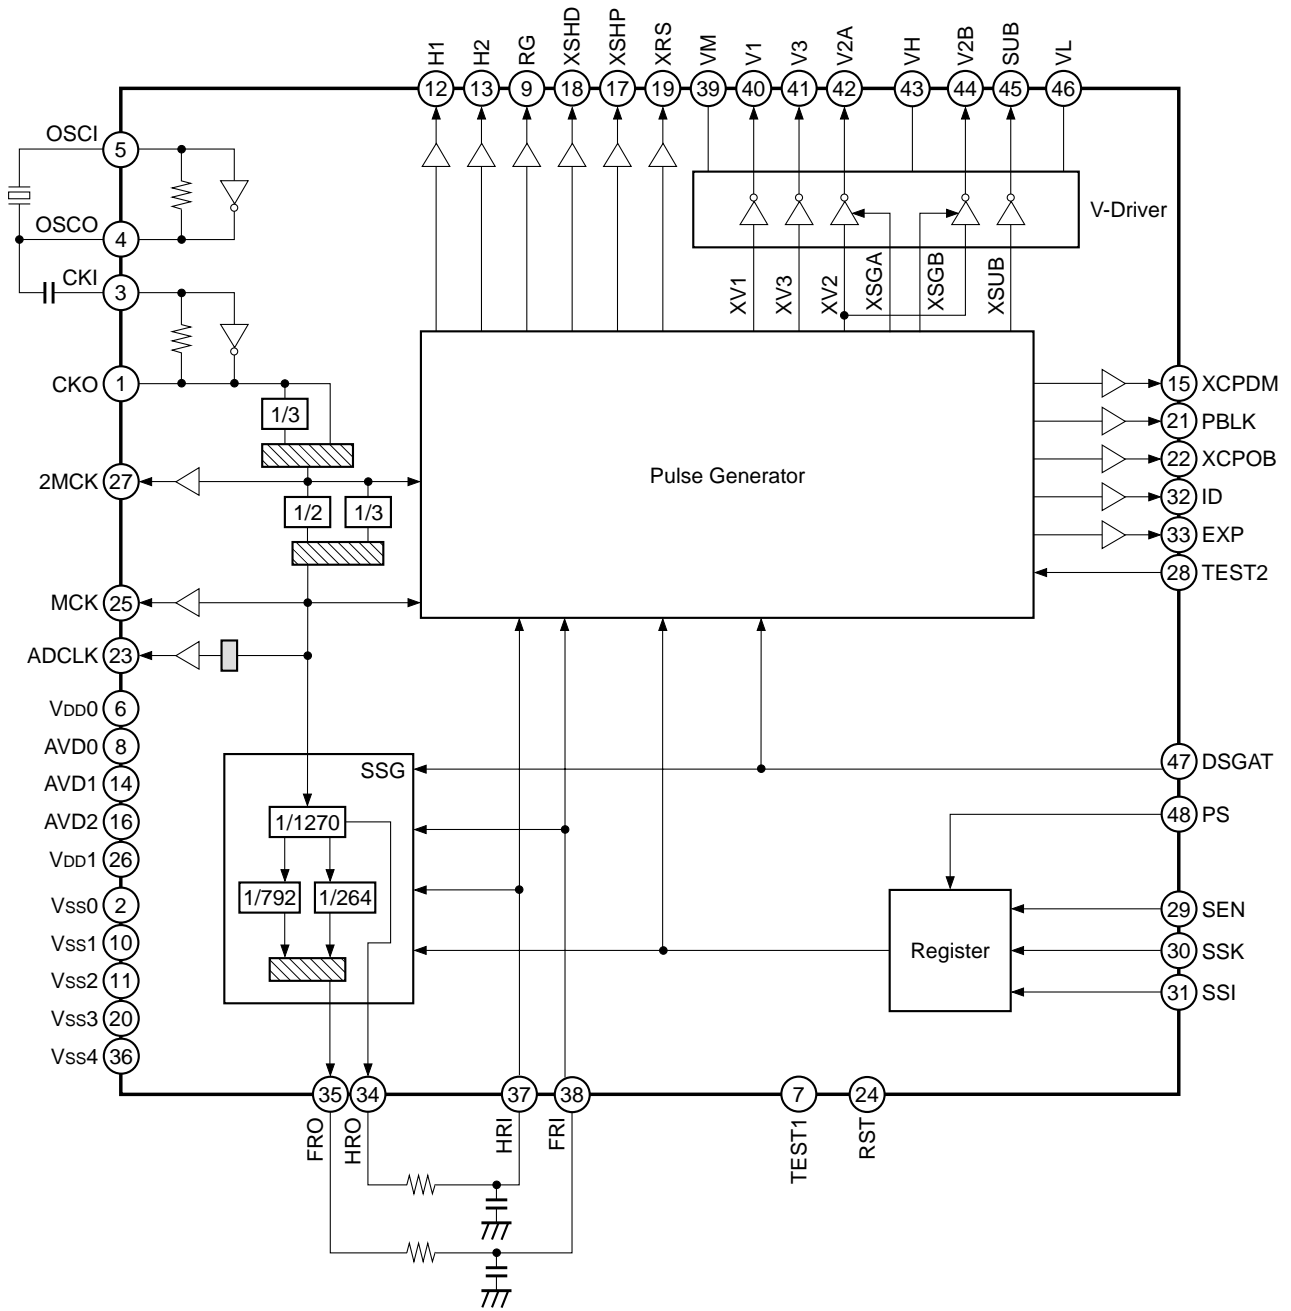 H1
H2
RG
XSHD
XSHP
XRS
VM
V1
V3
V2A
VH
V2B
SUB
VL
12
13
9
18
17
19
39
40
41
42
43
44
45
46
OSCI
5
OSCO
4
CKI
3
CKO
1
1/3
2MCK
27
1/2
1/3
MCK
25
ADCLK
23
VDD0
6
AVD0
8
AVD1
14
AVD2
16
VDD1
26
VSS0
2
VSS1
10
VSS2
11
VSS3
20
VSS4
36
V-Driver
XV1
XV3
XV2
XSGA
XSGB
XSUB
Pulse Generator
15
XCPDM
21
PBLK
22
XCPOB
32
ID
33
EXP
28
TEST2
47
DSGAT
48
PS
29
SEN
30
SSK
31
SSI
SSG
1/1270
1/792
1/264
Register
35
34
37
38
7
24
FRO
HRO
HRI
FRI
TEST1
RST